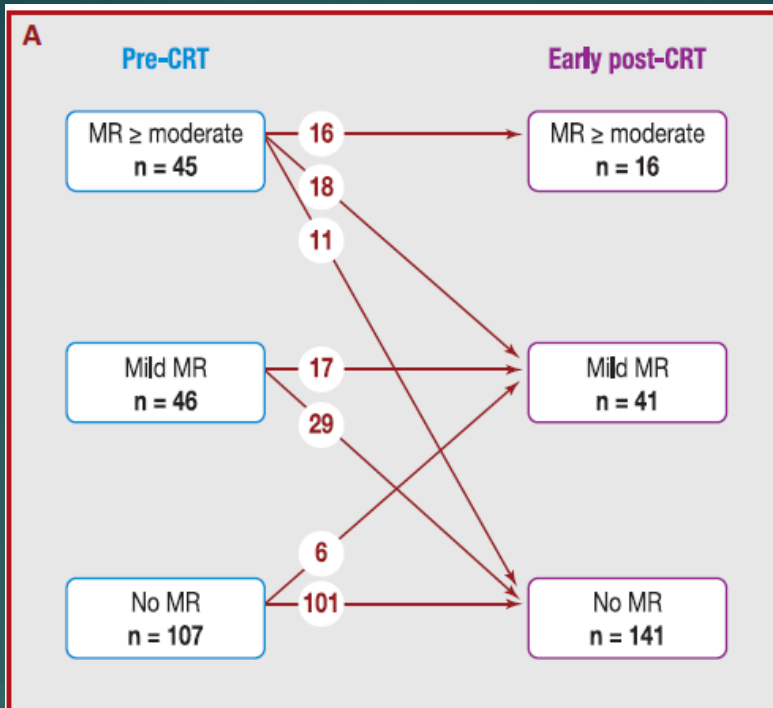 A
Pre-CRT
Early post-CRT
MR ≥ moderate
n = 45
16
MR ≥ moderate
n = 16
18
11
Mild MR
n = 46
17
Mild MR
n = 41
29
6
No MR
n = 107
101
No MR
n = 141